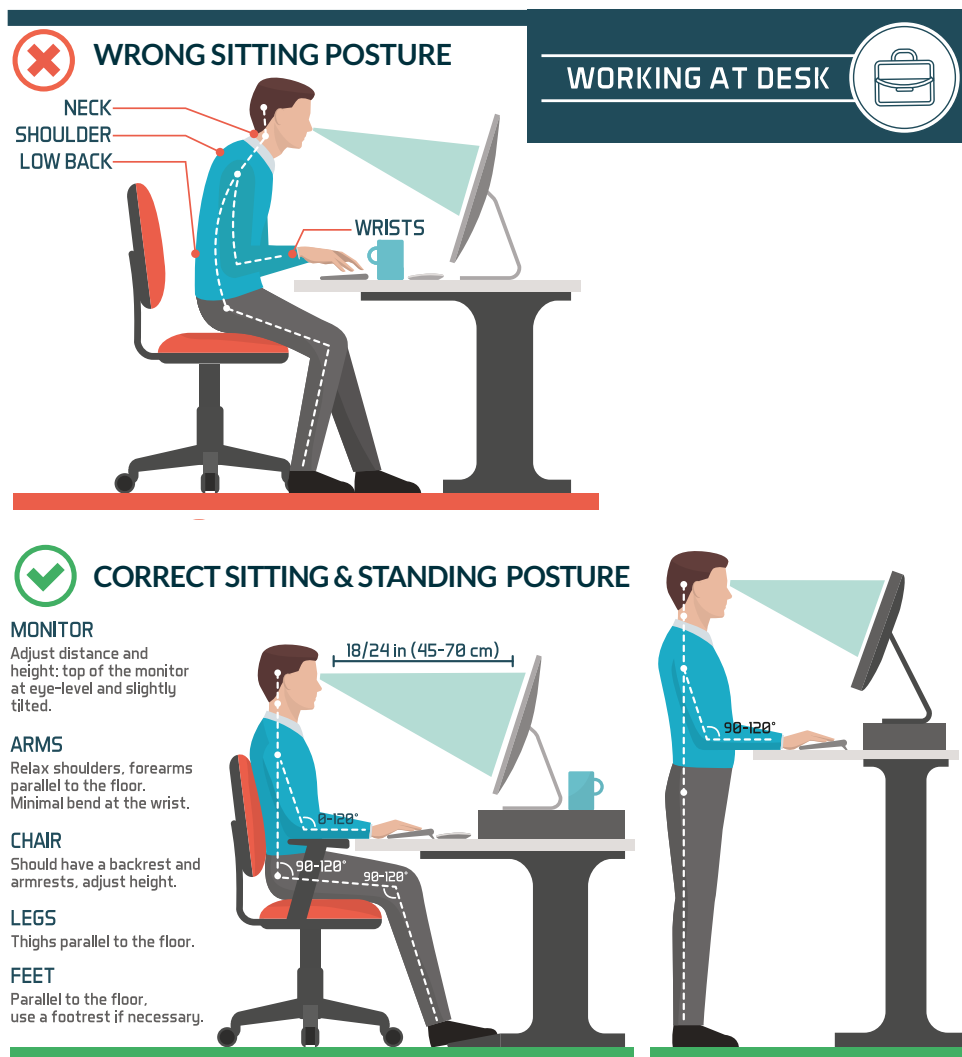 WRONG SITTING POSTURE
WORKING AT DESK
NECK
SHOULDER
LOW BACK
WRISTS
CORRECT SITTING & STANDING POSTURE
MONITOR
Adjust distance and
height: top of the monitor
at eye-level and slightly
tilted.
ARMS
Relax shoulders, forearms
parallel to the floor.
Minimal bend at the wrist.
CHAIR
Should have a backrest and
armrests, adjust height.
LEGS
Thighs parallel to the floor.
FEET
Parallel to the floor,
use a footrest if necessary.
18/24 in (45-70 cm)
0-120°
90-120°
90-120°
90-120°